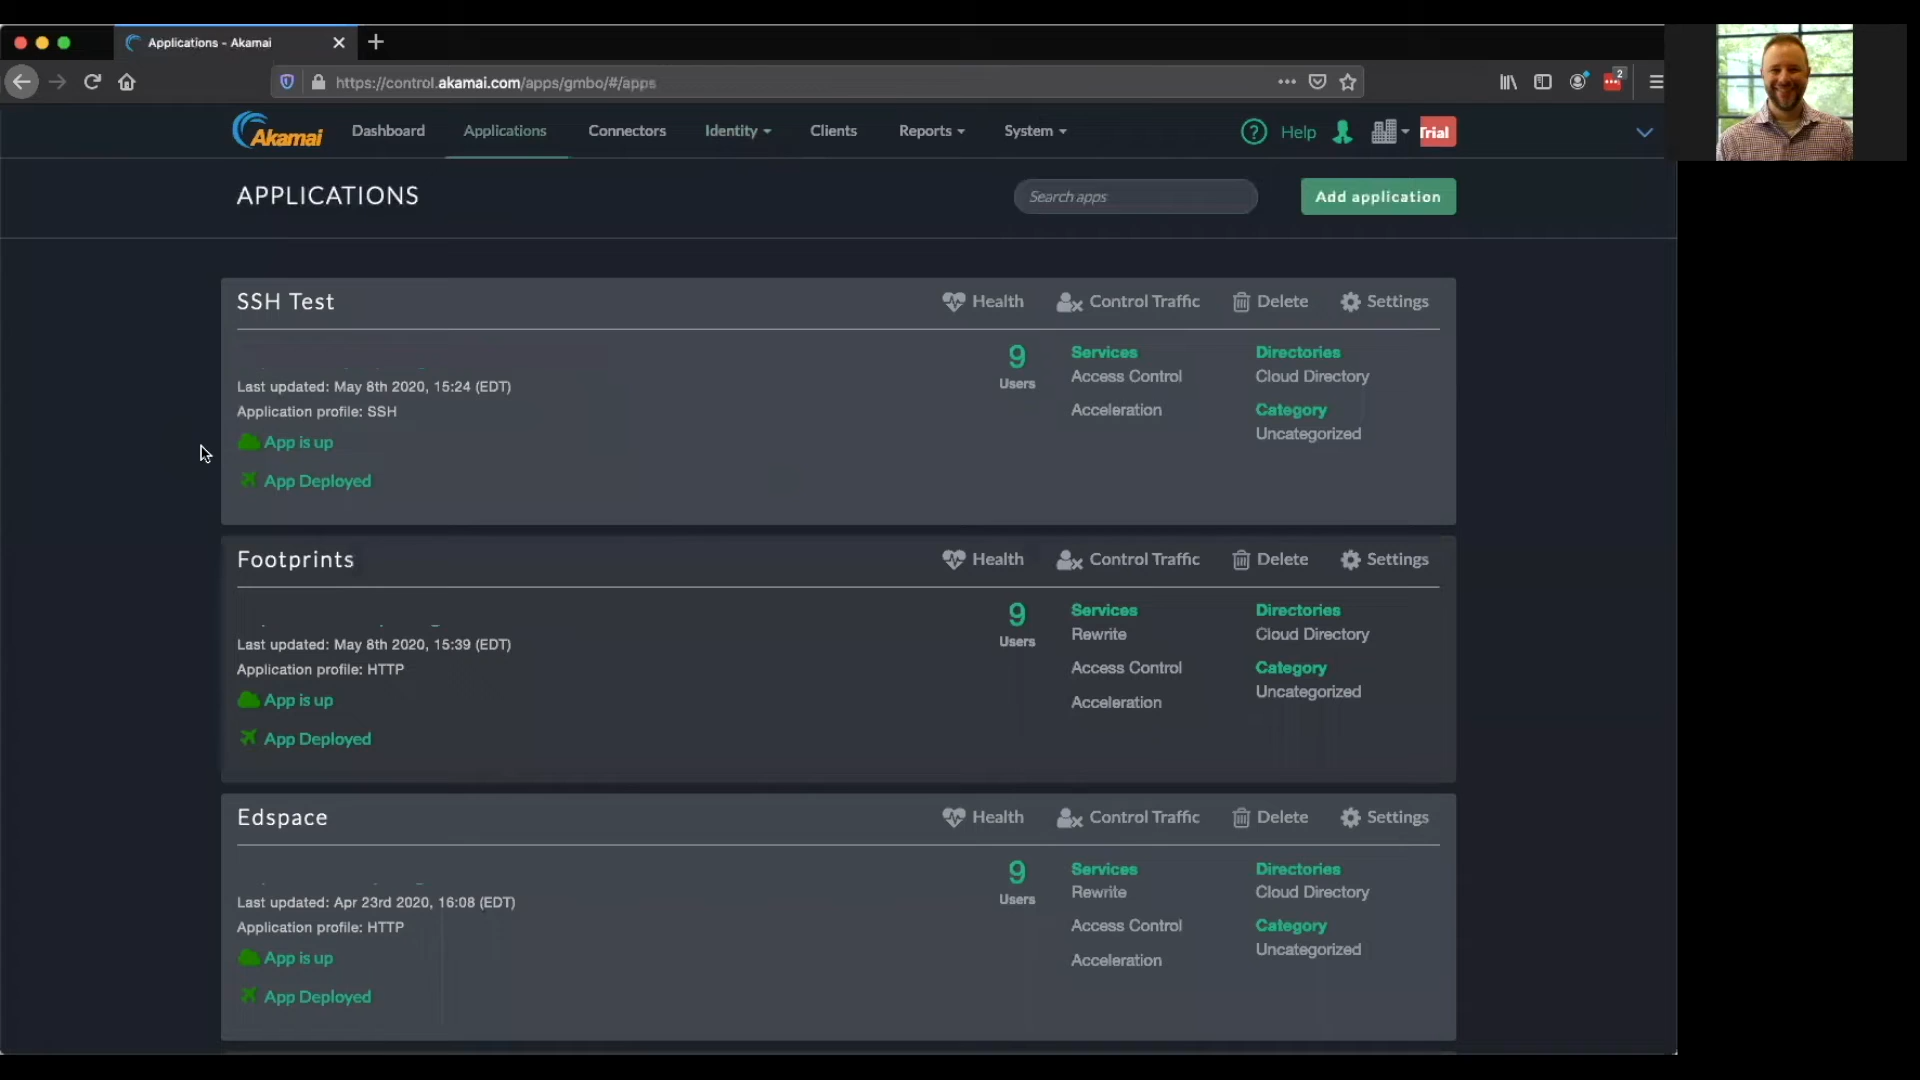 Applications - Akamai
https://control.akamai.com/apps/gmbo/#/apps
2
Akamai Dashboard Applications Connectors Identity Clients Reports System Help Trial
APPLICATIONS Search apps Add application
SSH Test Health Control Traffic Delete Settings
9 Users
Services
Access Control
Acceleration
Directories
Cloud Directory
Category
Uncategorized
Last updated: May 8th 2020, 15:24 (EDT)
Application profile: SSH
App is up
App Deployed
Footprints Health Control Traffic Delete Settings
9 Users
Services
Rewrite
Access Control
Acceleration
Directories
Cloud Directory
Category
Uncategorized
Last updated: May 8th 2020, 15:39 (EDT)
Application profile: HTTP
App is up
App Deployed
Edspace Health Control Traffic Delete Settings
9 Users
Services
Rewrite
Access Control
Acceleration
Directories
Cloud Directory
Category
Uncategorized
Last updated: Apr 23rd 2020, 16:08 (EDT)
Application profile: HTTP
App is up
App Deployed